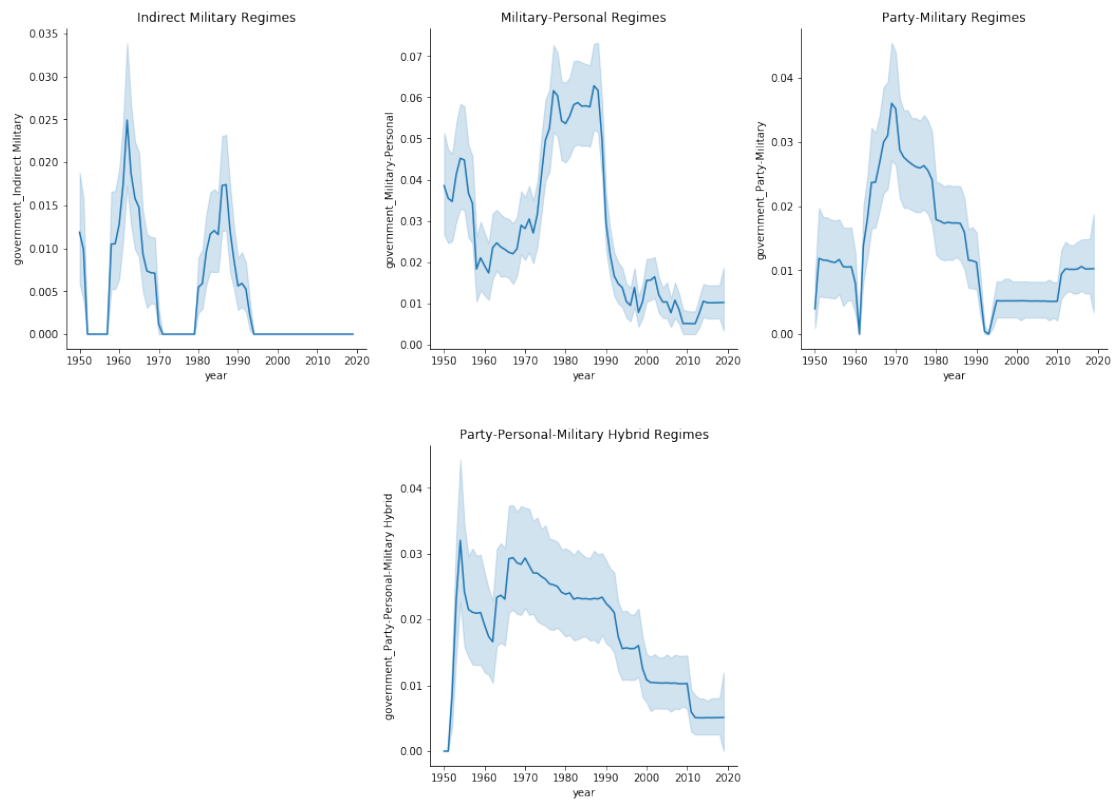 Indirect Military Regimes
0.035
0.030
0.025
0.020
0.015
0.010
0.005
0.000
government_Indirect Military
1950 1960 1970 1980 1990 2000 2010 2020
year
Military-Personal Regimes
0.07
0.06
0.05
0.04
0.03
0.02
0.01
0.00
government_Military-Personal
1950 1960 1970 1980 1990 2000 2010 2020
year
Party-Military Regimes
0.04
0.03
0.02
0.01
0.00
government_Party-Military
1950 1960 1970 1980 1990 2000 2010 2020
year
Party-Personal-Military Hybrid Regimes
0.04
0.03
0.02
0.01
0.00
government_Party-Personal-Military Hybrid
1950 1960 1970 1980 1990 2000 2010 2020
year